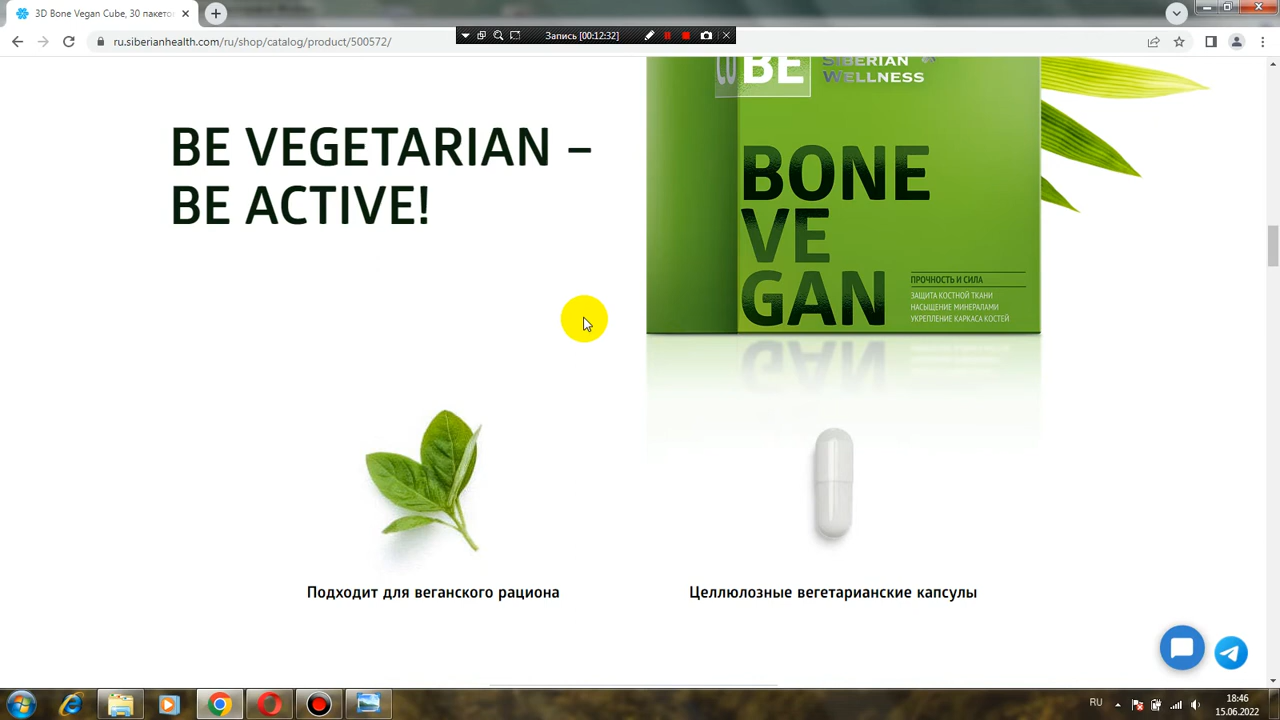 3D Bone Vegan Cube, 30 пакетов
ru.siberianhealth.com/ru/shop/catalog/product/500572/
Запись [00:12:32]
BE
SIBERIAN
WELLNESS
BE VEGETARIAN –
BE ACTIVE!
BONE
VE
GAN
ПРОЧНОСТЬ И СИЛА
ЗАЩИТА КОСТНОЙ ТКАНИ
НАСЫЩЕНИЕ МИНЕРАЛАМИ
УКРЕПЛЕНИЕ КАРКАСА КОСТЕЙ
Подходит для веганского рациона
Целлюлозные вегетарианские капсулы
RU
18:46
15.06.2022